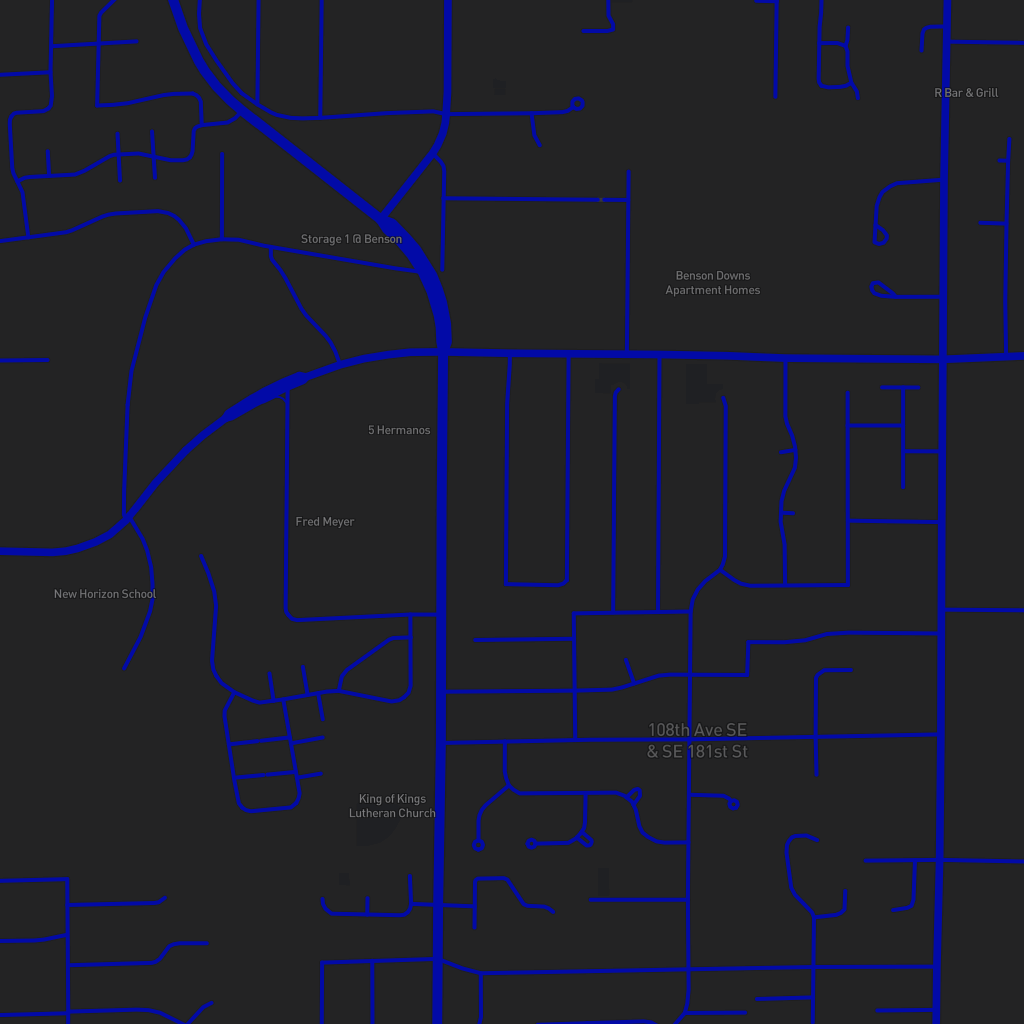 R Bar & Grill
Storage 1 @ Benson
Benson Downs
Apartment Homes
5 Hermanos
Fred Meyer
New Horizon School
108th Ave SE
& SE 181st St
King of Kings
Lutheran Church